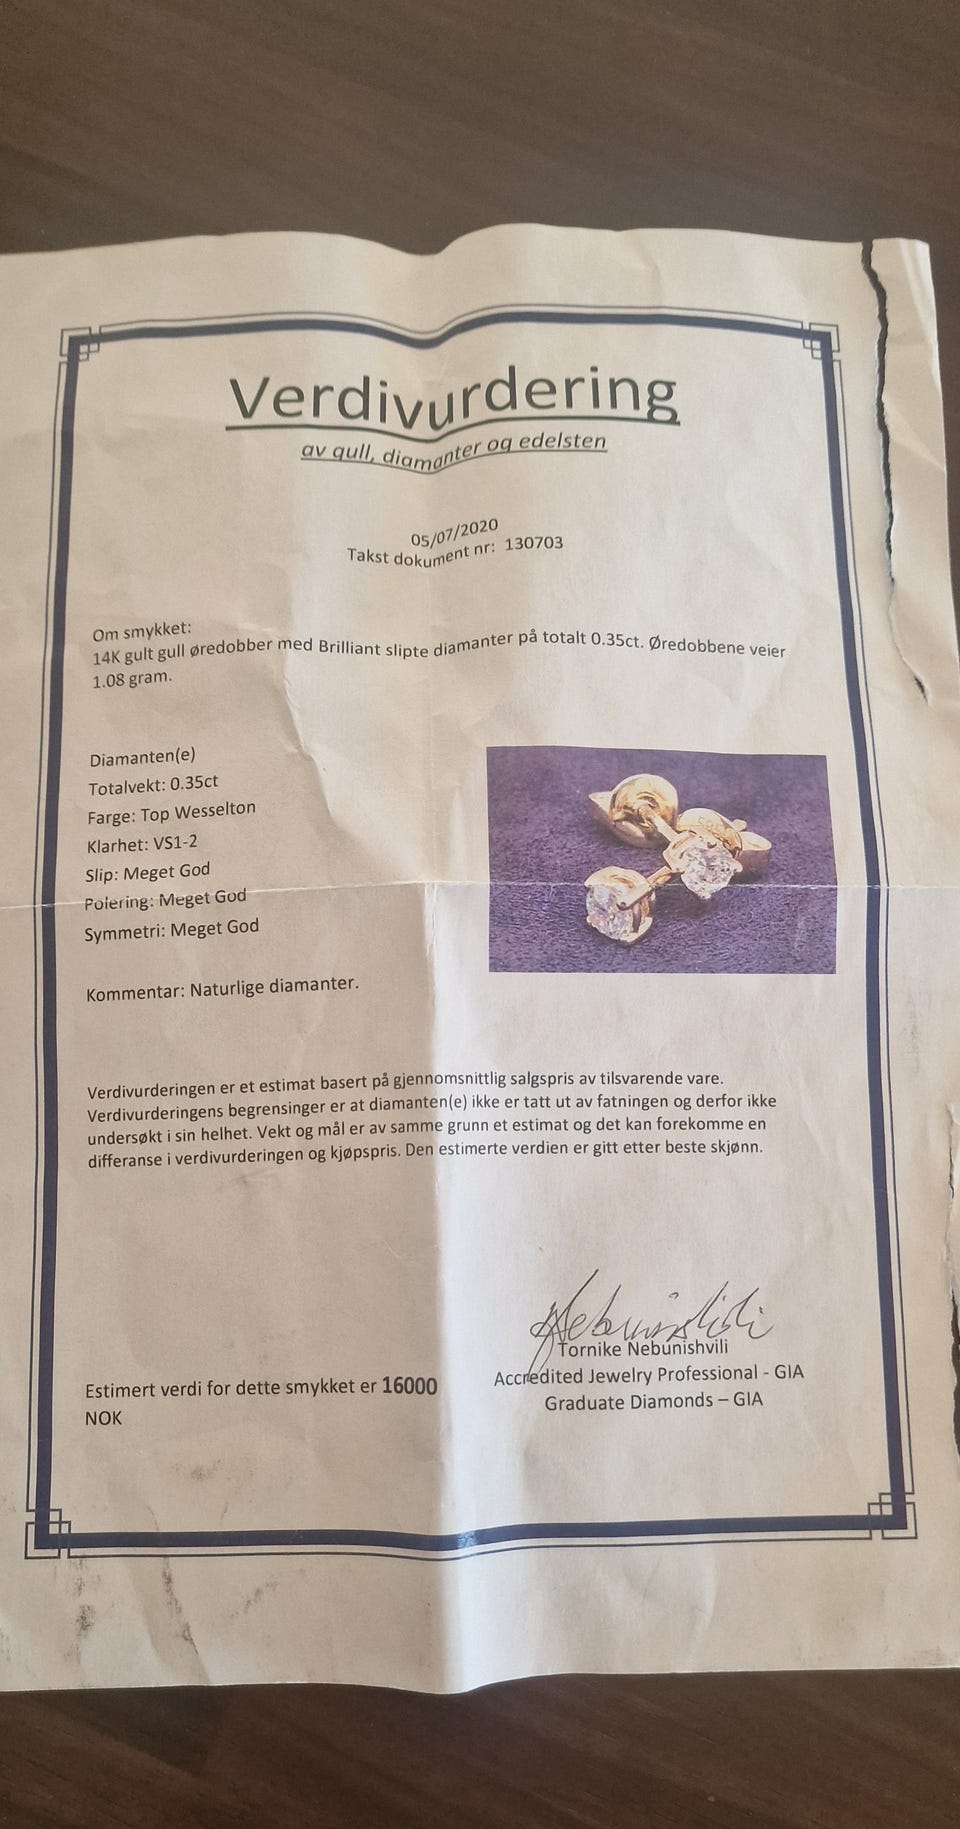 Verdivurdering
av gull, diamanter og edelsten
05/07/2020
Takst dokument nr: 130703
Om smykket:
14K gult gull øredobber med Brilliant slipte diamanter på totalt 0.35ct. Øredobbene veier
1.08 gram.
Diamanten(e)
Totalvekt: 0.35ct
Farge: Top Wesselton
Klarhet: VS1-2
Slip: Meget God
Polering: Meget God
Symmetri: Meget God
Kommentar: Naturlige diamanter.
Verdivurderingen er et estimat basert på gjennomsnittlig salgspris av tilsvarende vare.
Verdivurderingens begrensinger er at diamanten(e) ikke er tatt ut av fatningen og derfor ikke
undersøkt i sin helhet. Vekt og mål er av samme grunn et estimat og det kan forekomme en
differanse i verdivurderingen og kjøpspris. Den estimerte verdien er gitt etter beste skjønn.
Estimert verdi for dette smykket er 16000
NOK
Tornike Nebunishvili
Accredited Jewelry Professional - GIA
Graduate Diamonds – GIA